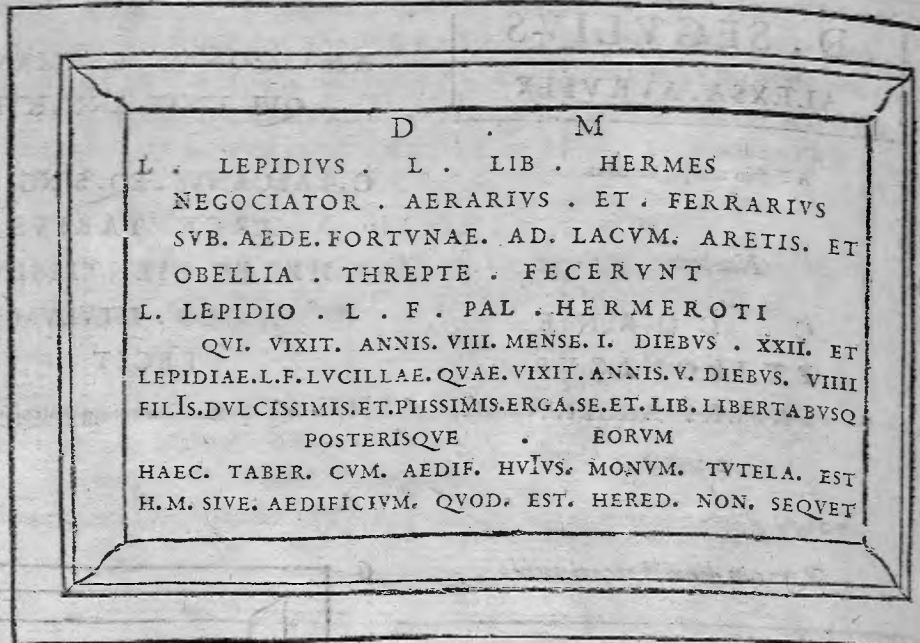 D . M
L . LEPIDIVS . L . LIB . HERMES
NEGOCIATOR . AERARIVS . ET . FERRARIVS
SVB. AEDE. FORTVNAE. AD. LACVM. ARETIS. ET
OBELLIA . THREPTE . FECERVNT
L. LEPIDIO . L . F . PAL . HERMEROTI
QVI. VIXIT. ANNIS. VIII. MENSE. I. DIEBVS . XXII. ET
LEPIDIAE.L.F.LVCILLAE.QVAE.VIXIT.ANNIS.V. DIEBVS. VIIII
FILIS.DVLCISSIMIS.ET.PIISSIMIS.ERGA.SE.ET. LIB. LIBERTABVSQ
POSTERISQVE . EORVM
HAEC. TABER. CVM. AEDIF. HVIVS. MONVM. TVTELA. EST
H.M. SIVE. AEDIFICIVM. QVOD. EST. HERED. NON. SEQVET
D . SEGVLIVS